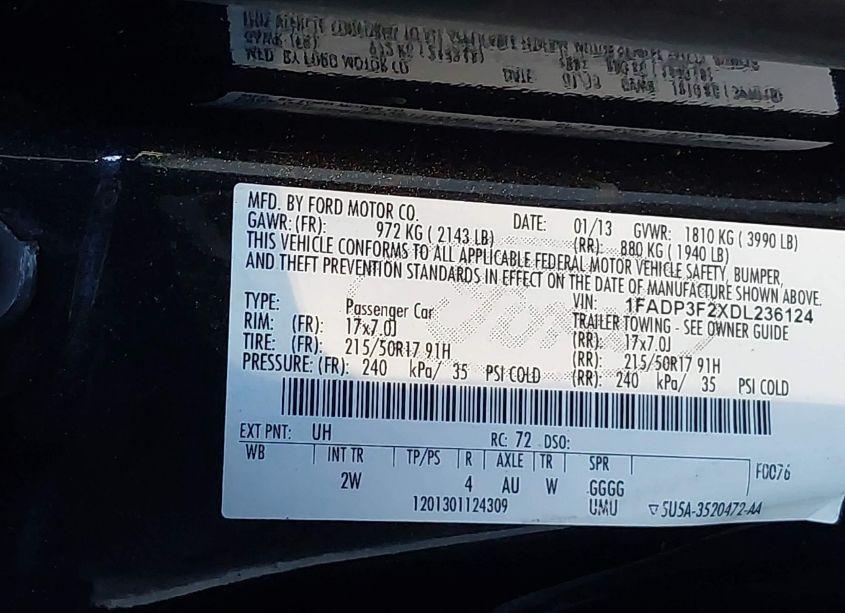 MFD. BY FORD MOTOR CO. DATE: 01/13 GVWR: 1810 KG ( 3990 LB)
GAWR: (FR): 972 KG ( 2143 LB) (RR): 880 KG ( 1940 LB)
THIS VEHICLE CONFORMS TO ALL APPLICABLE FEDERAL MOTOR VEHICLE SAFETY, BUMPER,
AND THEFT PREVENTION STANDARDS IN EFFECT ON THE DATE OF MANUFACTURE SHOWN ABOVE.
VIN: 1FADP3F2XDL236124
TYPE: Passenger Car TRAILER TOWING - SEE OWNER GUIDE
RIM: (FR): 17x7.0J (RR): 17x7.0J
TIRE: (FR): 215/50R17 91H (RR): 215/50R17 91H
PRESSURE: (FR): 240 kPa/ 35 PSI COLD (RR): 240 kPa/ 35 PSI COLD
EXT PNT: UH RC: 72 DSO:
WB INT TR TP/PS R AXLE TR SPR F0076
2W 4 AU W GGGG
1201301124309 UMU ▽ 5U5A-3520472-AA